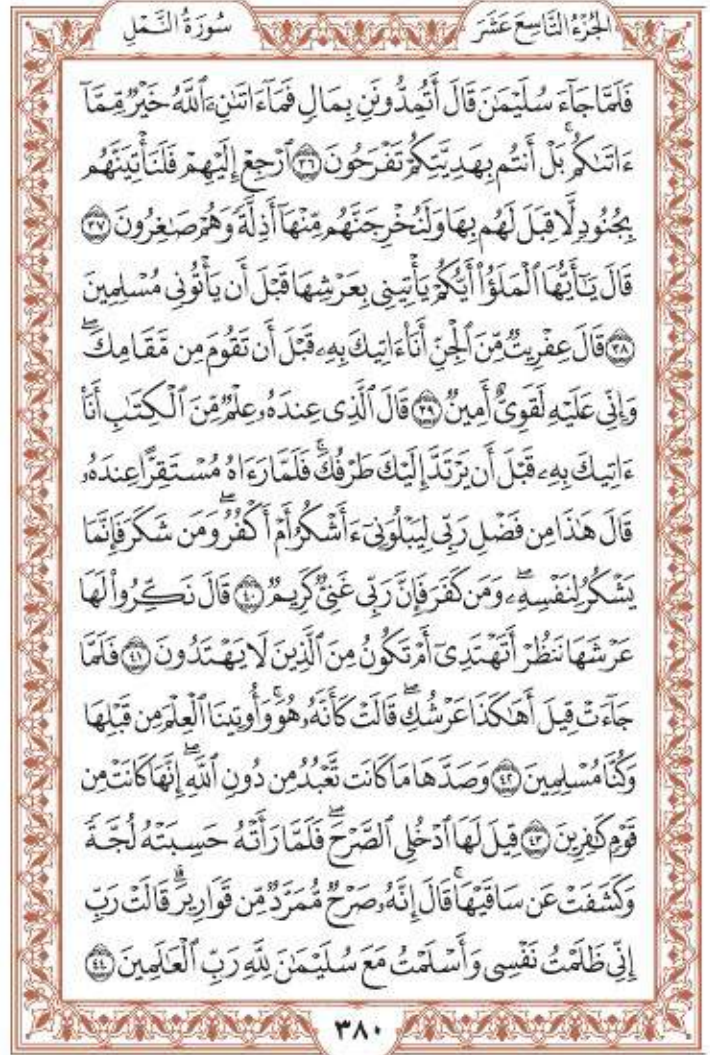 الجُزْءُ التَّاسِعَ عَشَرَ سُورَةُ النَّمْلِ
فَلَمَّا جَآءَ سُلَيْمَٰنَ قَالَ أَتُمِدُّونَنِ بِمَالٍ فَمَآ ءَاتَىٰنِۦَ ٱللَّهُ خَيْرٌ مِّمَّآ
ءَاتَىٰكُمۚ بَلْ أَنتُم بِهَدِيَّتِكُمْ تَفْرَحُونَ ٣٦ ٱرْجِعْ إِلَيْهِمْ فَلَنَأْتِيَنَّهُم
بِجُنُودٍ لَّا قِبَلَ لَهُم بِهَا وَلَنُخْرِجَنَّهُم مِّنْهَآ أَذِلَّةً وَهُمْ صَٰغِرُونَ ٣٧
قَالَ يَٰٓأَيُّهَا ٱلْمَلَؤُا۟ أَيُّكُمْ يَأْتِينِى بِعَرْشِهَا قَبْلَ أَن يَأْتُونِى مُسْلِمِينَ
٣٨ قَالَ عِفْرِيتٌ مِّنَ ٱلْجِنِّ أَنَا۠ ءَاتِيكَ بِهِۦ قَبْلَ أَن تَقُومَ مِن مَّقَامِكَۖ
وَإِنِّى عَلَيْهِ لَقَوِىٌّ أَمِينٌ ٣٩ قَالَ ٱلَّذِى عِندَهُۥ عِلْمٌ مِّنَ ٱلْكِتَٰبِ أَنَا۠
ءَاتِيكَ بِهِۦ قَبْلَ أَن يَرْتَدَّ إِلَيْكَ طَرْفُكَۚ فَلَمَّا رَءَاهُ مُسْتَقِرًّا عِندَهُۥ
قَالَ هَٰذَا مِن فَضْلِ رَبِّى لِيَبْلُوَنِىٓ ءَأَشْكُرُ أَمْ أَكْفُرُۖ وَمَن شَكَرَ فَإِنَّمَا
يَشْكُرُ لِنَفْسِهِۦۖ وَمَن كَفَرَ فَإِنَّ رَبِّى غَنِىٌّ كَرِيمٌ ٤٠ قَالَ نَكِّرُوا۟ لَهَا
عَرْشَهَا نَنظُرْ أَتَهْتَدِىٓ أَمْ تَكُونُ مِنَ ٱلَّذِينَ لَا يَهْتَدُونَ ٤١ فَلَمَّا
جَآءَتْ قِيلَ أَهَٰكَذَا عَرْشُكِۖ قَالَتْ كَأَنَّهُۥ هُوَۚ وَأُوتِينَا ٱلْعِلْمَ مِن قَبْلِهَا
وَكُنَّا مُسْلِمِينَ ٤٢ وَصَدَّهَا مَا كَانَت تَّعْبُدُ مِن دُونِ ٱللَّهِۖ إِنَّهَا كَانَتْ مِن
قَوْمٍ كَٰفِرِينَ ٤٣ قِيلَ لَهَا ٱدْخُلِى ٱلصَّرْحَۖ فَلَمَّا رَأَتْهُ حَسِبَتْهُ لُجَّةً
وَكَشَفَتْ عَن سَاقَيْهَاۚ قَالَ إِنَّهُۥ صَرْحٌ مُّمَرَّدٌ مِّن قَوَارِيرَۗ قَالَتْ رَبِّ
إِنِّى ظَلَمْتُ نَفْسِى وَأَسْلَمْتُ مَعَ سُلَيْمَٰنَ لِلَّهِ رَبِّ ٱلْعَٰلَمِينَ ٤٤
٣٨٠